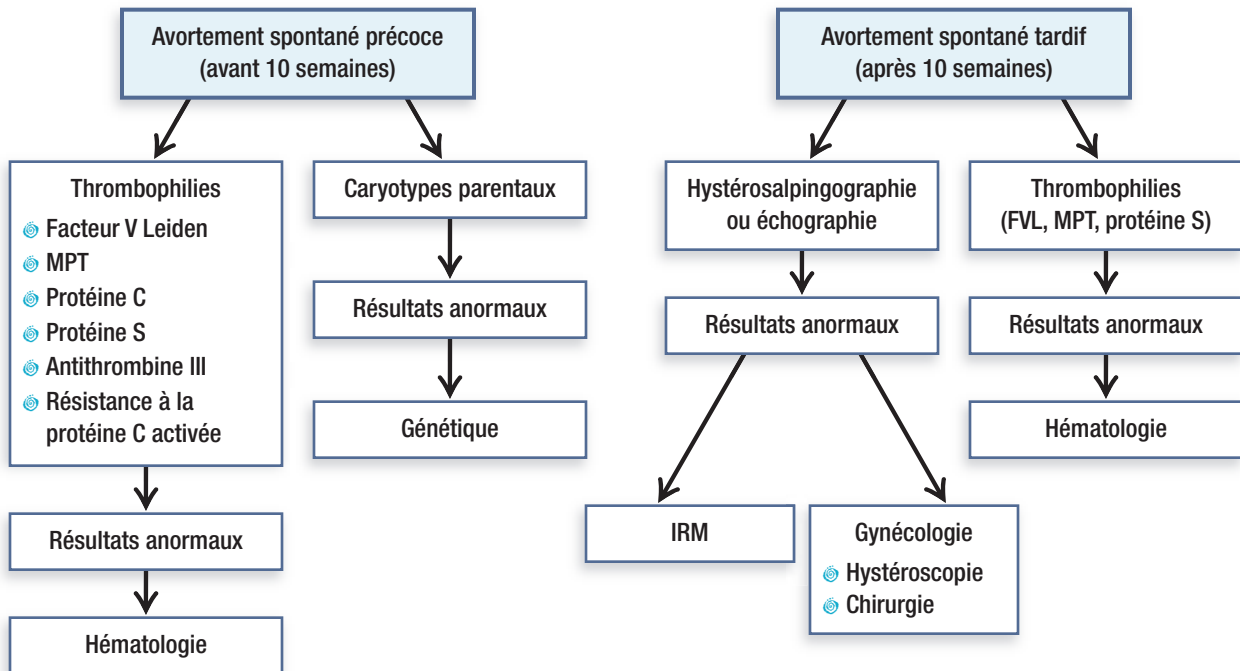 Avortement spontané précoce
(avant 10 semaines)
Thrombophilies
Facteur V Leiden
MPT
Protéine C
Protéine S
Antithrombine III
Résistance à la
protéine C activée
Résultats anormaux
Hématologie
Caryotypes parentaux
Résultats anormaux
Génétique
Avortement spontané tardif
(après 10 semaines)
Hystérosalpingographie
ou échographie
Résultats anormaux
IRM
Gynécologie
Hystéroscopie
Chirurgie
Thrombophilies
(FVL, MPT, protéine S)
Résultats anormaux
Hématologie